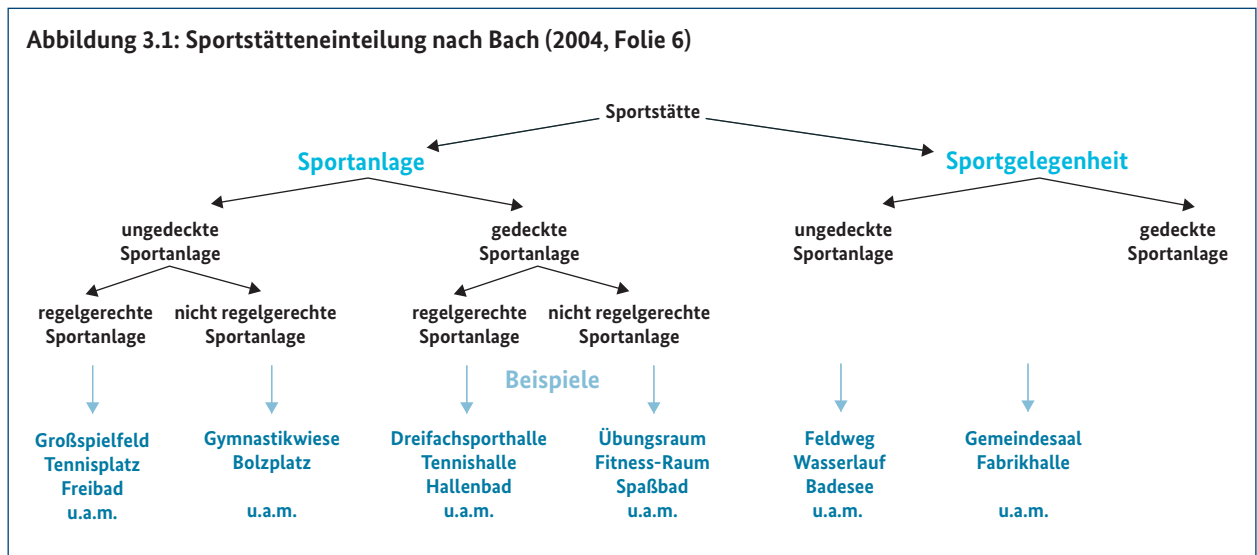 Abbildung 3.1: Sportstätteneinteilung nach Bach (2004, Folie 6)
Sportstätte
Sportanlage
Sportgelegenheit
ungedeckte
Sportanlage
gedeckte
Sportanlage
ungedeckte
Sportanlage
gedeckte
Sportanlage
regelgerechte
Sportanlage
nicht regelgerechte
Sportanlage
regelgerechte
Sportanlage
nicht regelgerechte
Sportanlage
Beispiele
Großspielfeld
Tennisplatz
Freibad
u.a.m.
Gymnastikwiese
Bolzplatz
u.a.m.
Dreifachsporthalle
Tennishalle
Hallenbad
u.a.m.
Übungsraum
Fitness-Raum
Spaßbad
u.a.m.
Feldweg
Wasserlauf
Badesee
u.a.m.
Gemeindesaal
Fabrikhalle
u.a.m.